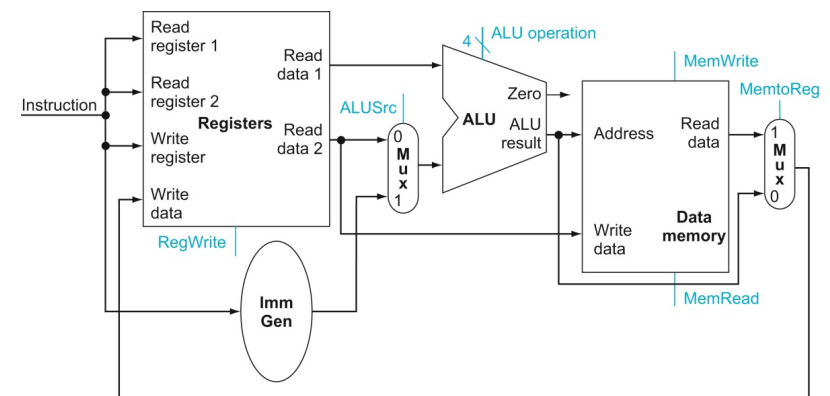 Instruction
Read
register 1
Read
register 2
Registers
Write
register
Write
data
Read
data 1
Read
data 2
RegWrite
Imm
Gen
ALUSrc
0
M
u
x
1
4
ALU operation
Zero
ALU
ALU
result
MemWrite
Address
Read
data
Write
data
Data
memory
MemRead
MemtoReg
1
M
u
x
0